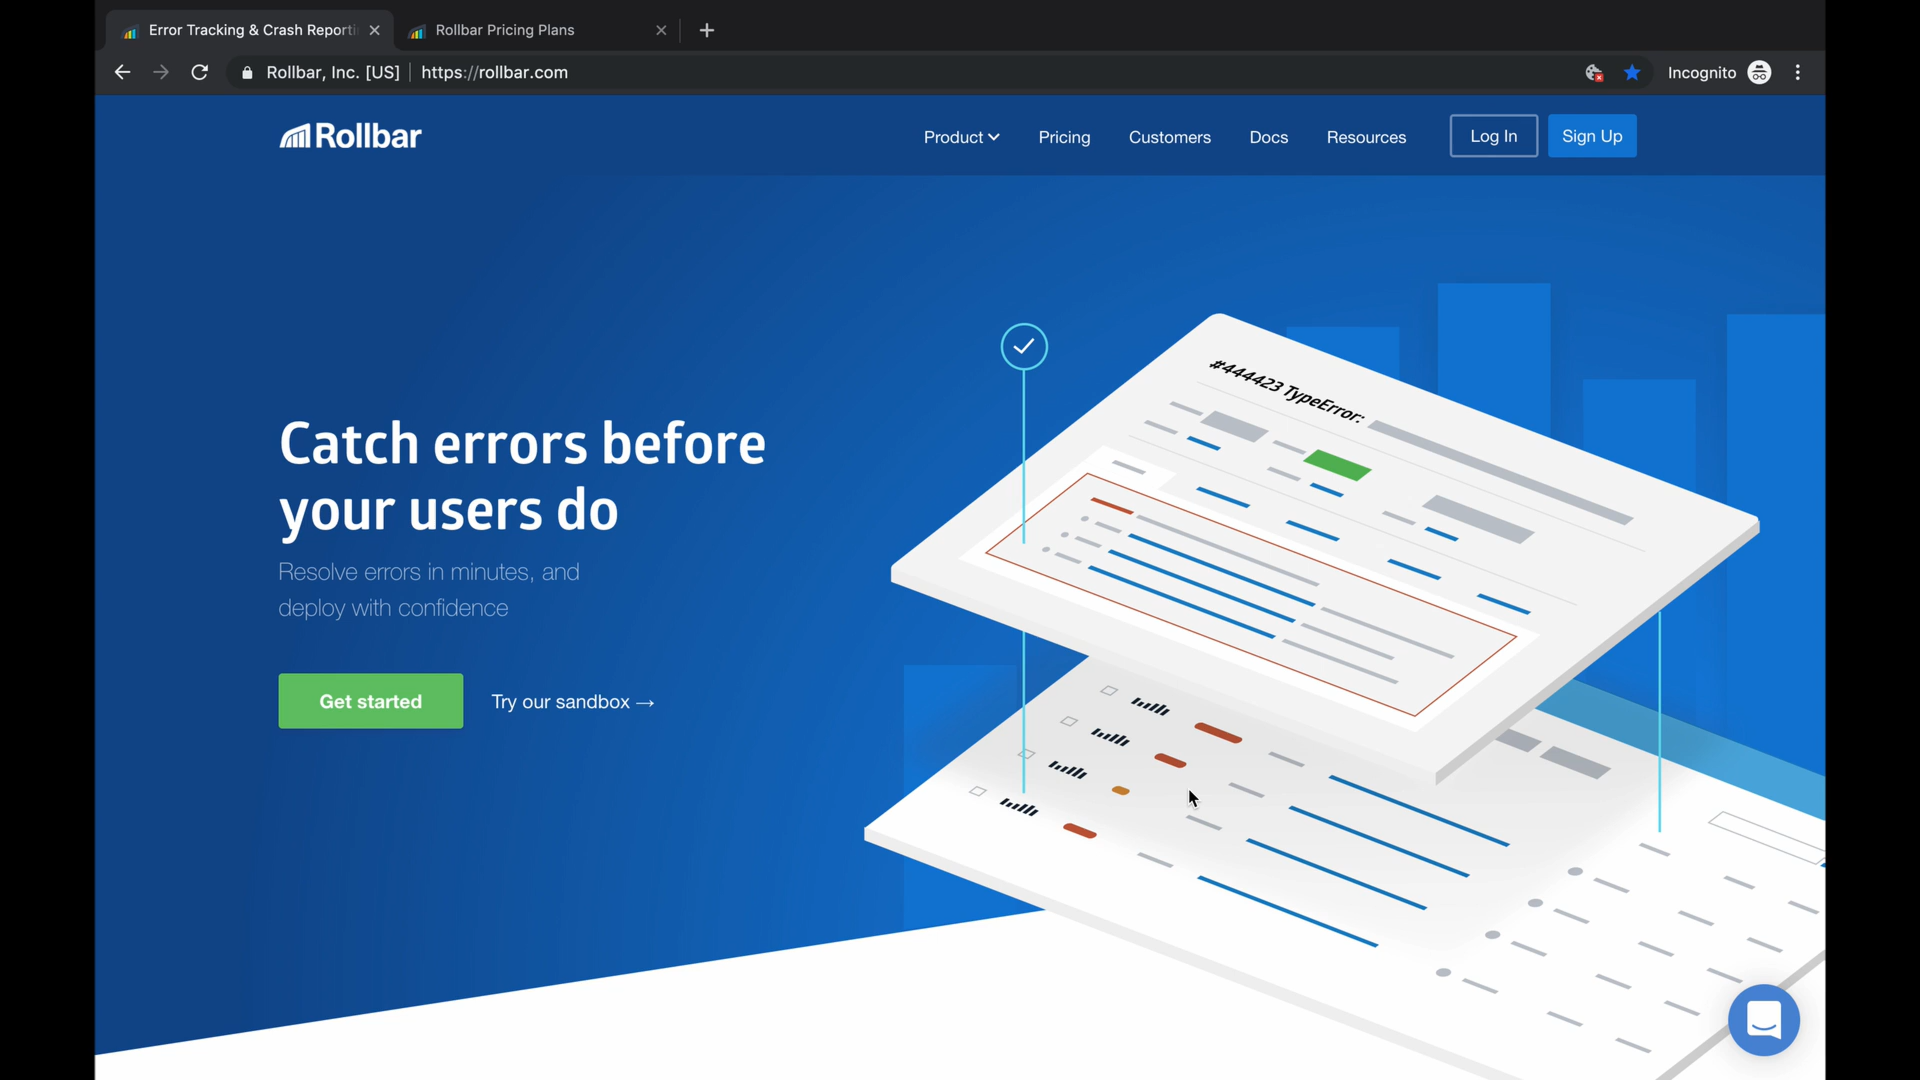 Error Tracking & Crash Reporti
Rollbar Pricing Plans
Rollbar, Inc. [US]
https://rollbar.com
Incognito
Rollbar
Product
Pricing
Customers
Docs
Resources
Log In
Sign Up
#444423 TypeError:
Catch errors before
your users do
Resolve errors in minutes, and
deploy with confidence
Get started
Try our sandbox →